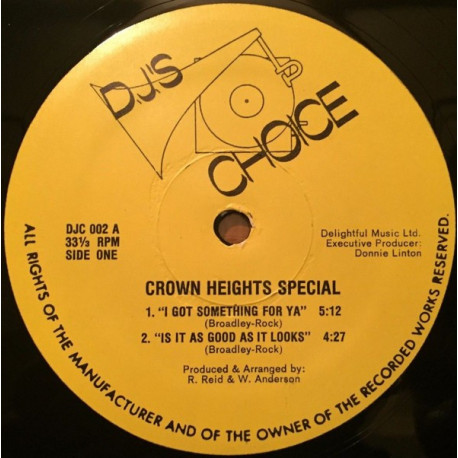 DJ'S
CHOICE
DJC 002 A
33⅓ RPM
SIDE ONE
Delightful Music Ltd.
Executive Producer:
Donnie Linton
CROWN HEIGHTS SPECIAL
1. "I GOT SOMETHING FOR YA" 5:12
(Broadley-Rock)
2. "IS IT AS GOOD AS IT LOOKS" 4:27
(Broadley-Rock)
Produced & Arranged by:
R. Reid & W. Anderson
ALL RIGHTS OF THE MANUFACTURER AND OF THE OWNER OF THE RECORDED WORKS RESERVED.